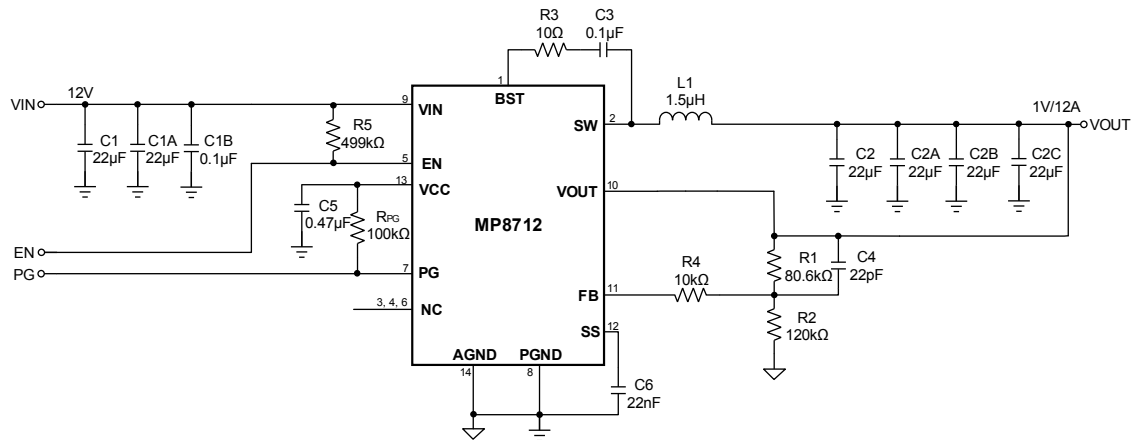 R3
10Ω
C3
0.1µF
1
BST
VIN
12V
9
VIN
C1
22µF
C1A
22µF
C1B
0.1µF
R5
499kΩ
5
EN
13
VCC
C5
0.47µF
RPG
100kΩ
EN
PG
7
PG
3, 4, 6
NC
MP8712
AGND
14
PGND
8
SW
2
L1
1.5µH
1V/12A
VOUT
C2
22µF
C2A
22µF
C2B
22µF
C2C
22µF
VOUT
10
R1
80.6kΩ
C4
22pF
R4
10kΩ
FB
11
R2
120kΩ
SS
12
C6
22nF